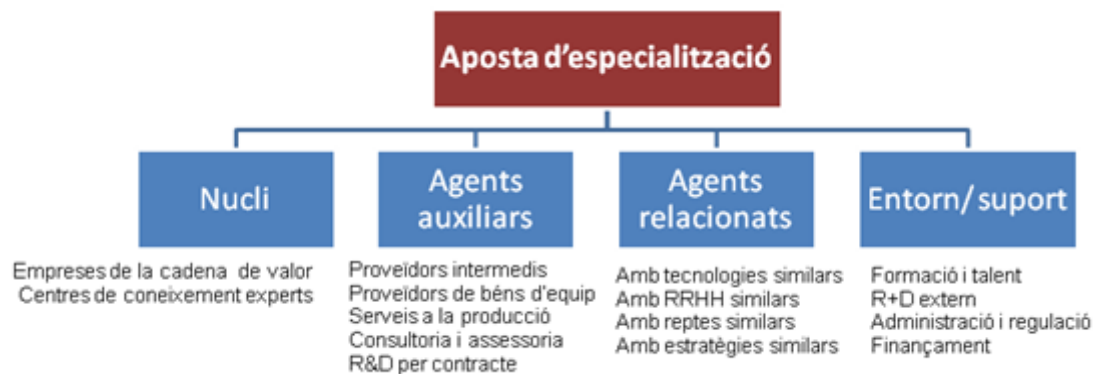 Aposta d'especialització
Nucli
Empreses de la cadena de valor
Centres de coneixement experts
Agents
auxiliars
Proveïdors intermedis
Proveïdors de béns d'equip
Serveis a la producció
Consultoria i assessoria
R&D per contracte
Agents
relacionats
Amb tecnologies similars
Amb RRHH similars
Amb reptes similars
Amb estratègies similars
Entorn/ suport
Formació i talent
R+D extern
Administració i regulació
Finançament